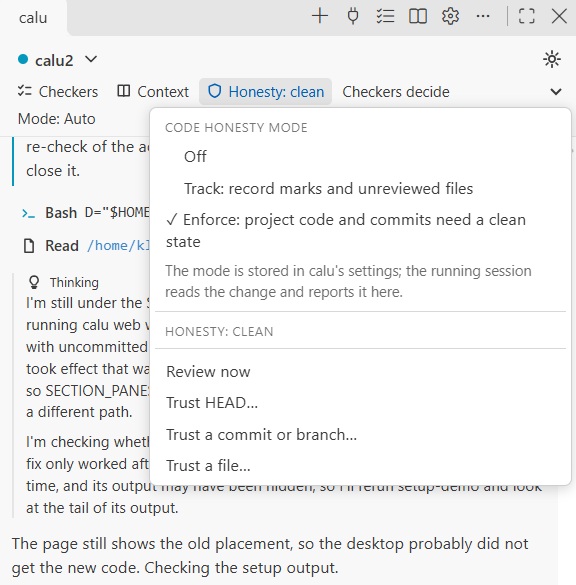 calu
calu2
Checkers Context Honesty: clean Checkers decide
Mode: Auto
CODE HONESTY MODE
Off
Track: record marks and unreviewed files
✓ Enforce: project code and commits need a clean
state
The mode is stored in calu's settings; the running session
reads the change and reports it here.
HONESTY: CLEAN
Review now
Trust HEAD...
Trust a commit or branch...
Trust a file...
re-check of the
close it.
Bash D="$HOME
Read /home/
Thinking
I'm still under the
running calu web
with uncommitted
took effect that
so SECTION_PANE
a different path.
I'm checking
fix only worked
time, and its output may have been hidden, so I'll rerun setup-demo and look
at the tail of its output.
The page still shows the old placement, so the desktop probably did not
get the new code. Checking the setup output.